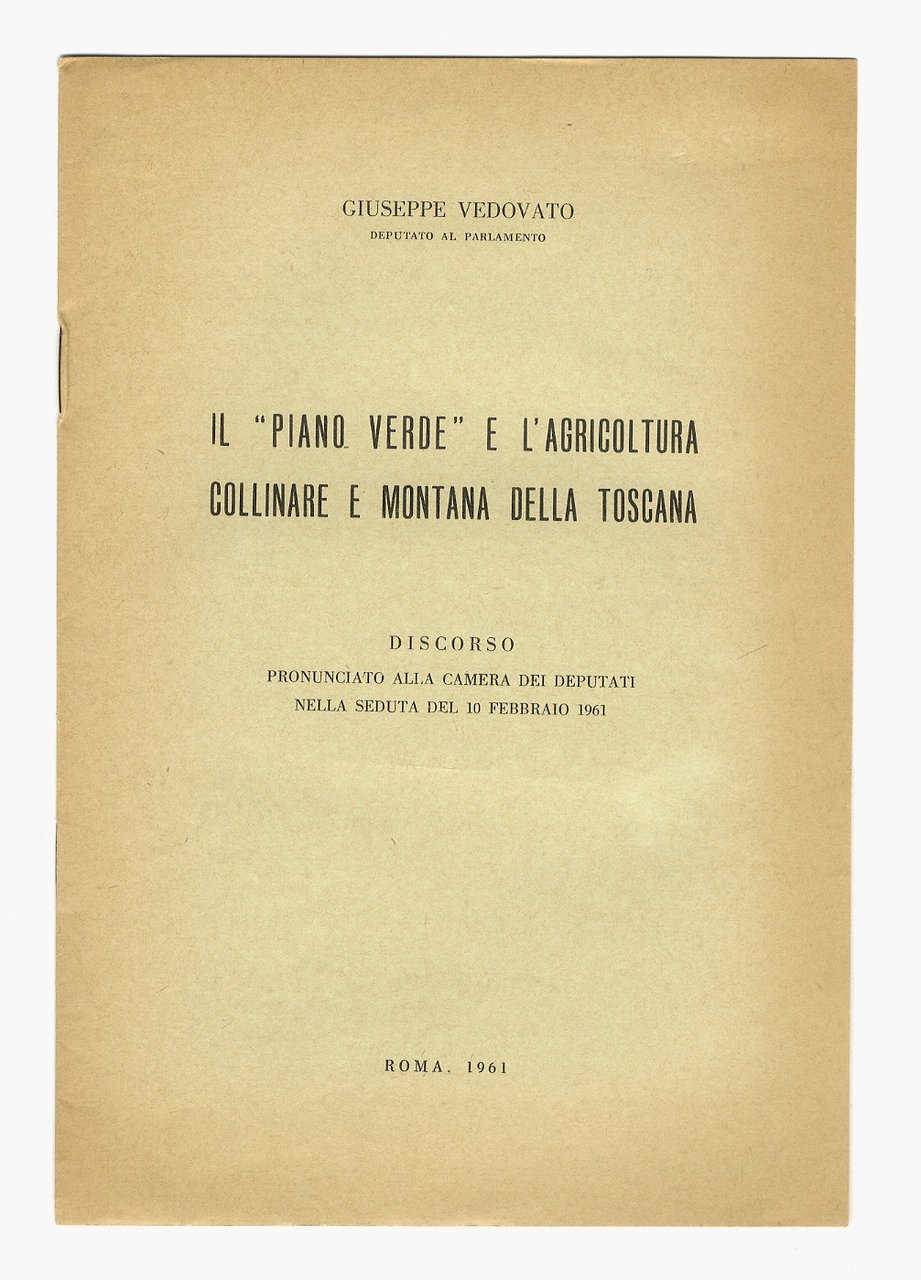 GIUSEPPE VEDOVATO
DEPUTATO AL PARLAMENTO
IL “PIANO VERDE” E L'AGRICOLTURA
COLLINARE E MONTANA DELLA TOSCANA
DISCORSO
PRONUNCIATO ALLA CAMERA DEI DEPUTATI
NELLA SEDUTA DEL 10 FEBBRAIO 1961
ROMA, 1961